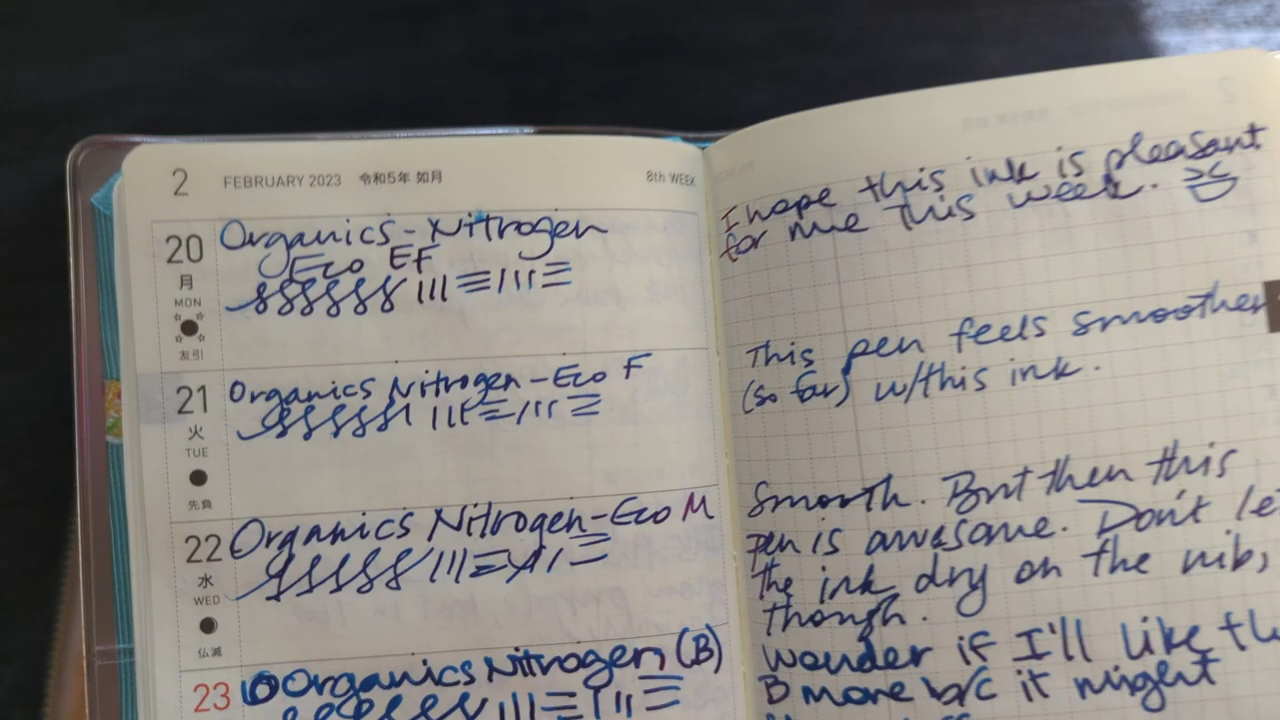 2 FEBRUARY 2023 令和5年 如月 8th WEEK
20 Organics - Nitrogen
月 Eco EF
MON
友引
21 Organics Nitrogen-Eco F
火
TUE
先負
22 Organics Nitrogen-Eco M
水
WED
仏滅
23 Organics Nitrogen (B)
I hope this ink is pleasant
for me this week.
This pen feels smoother
(so far) w/this ink.
Smooth. But then this
pen is awesome. Don't le
the ink dry on the nib,
though.
Wonder if I'll like th
B more b/c it might